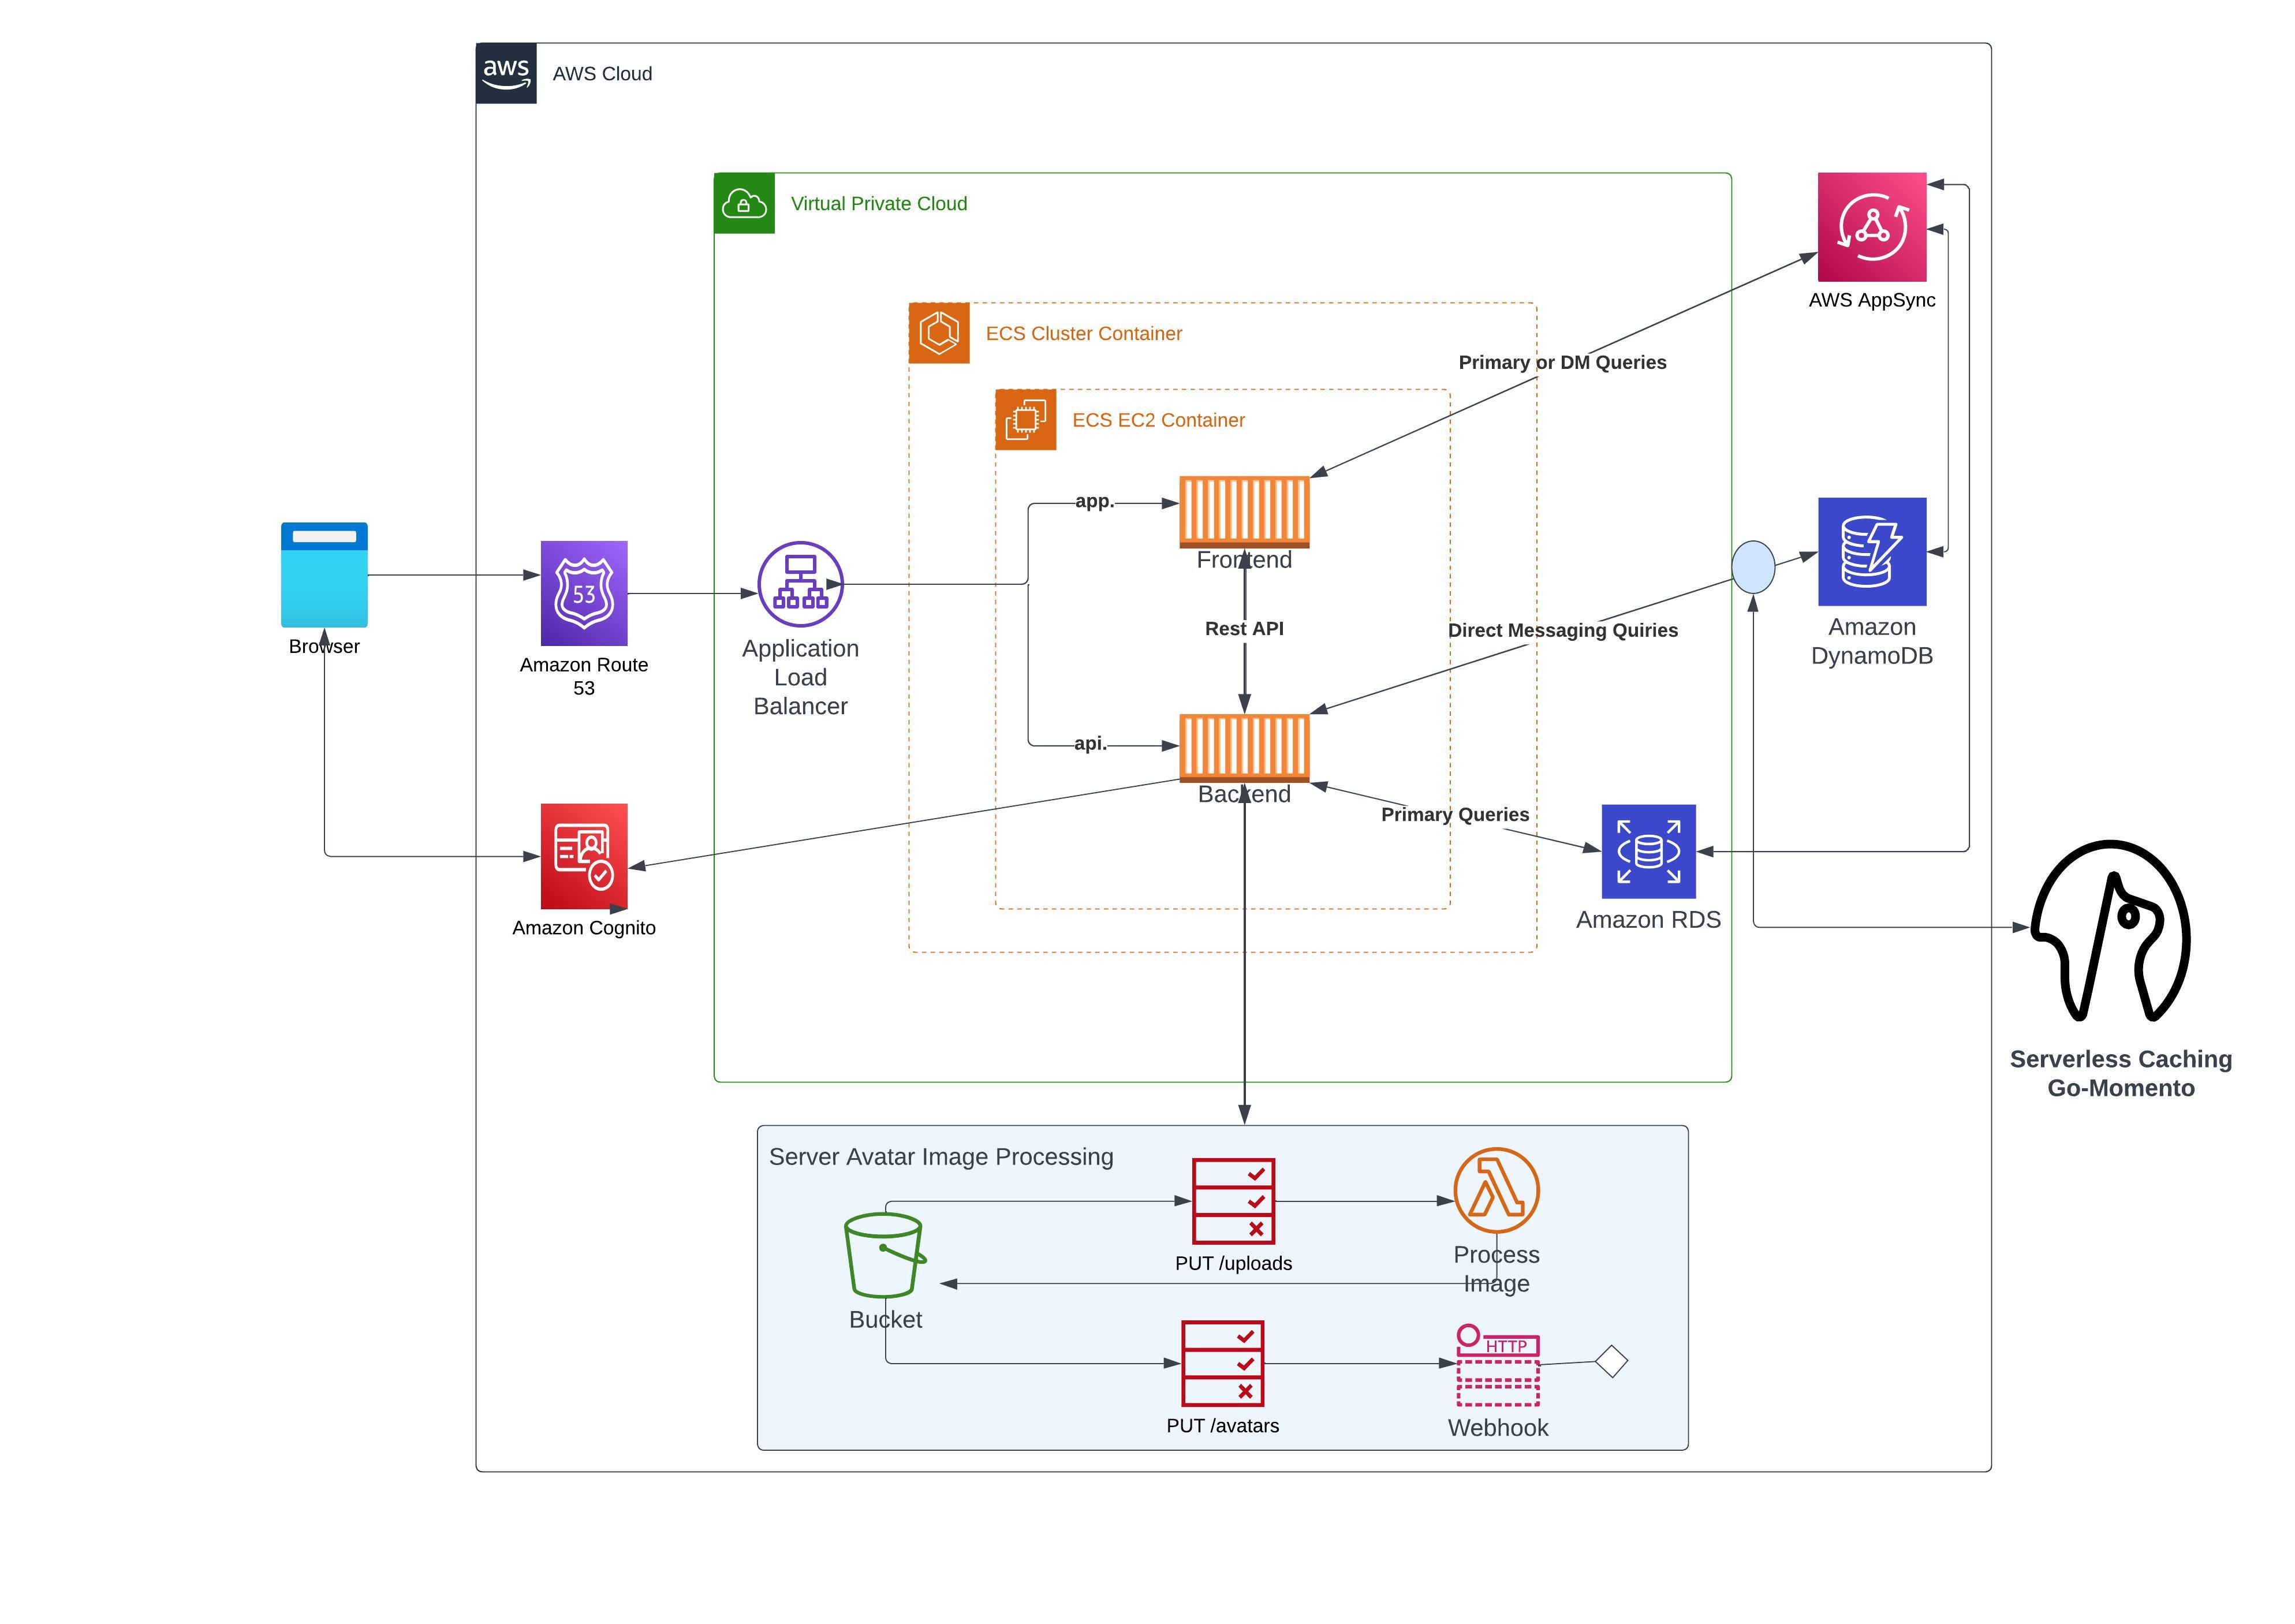 aws
AWS Cloud
Virtual Private Cloud
AWS AppSync
ECS Cluster Container
Primary or DM Queries
ECS EC2 Container
app.
Frontend
Browser
53
Amazon Route
53
Application
Load
Balancer
Rest API
Direct Messaging Quiries
Amazon
DynamoDB
api.
Backend
Primary Queries
Amazon RDS
Amazon Cognito
Serverless Caching
Go-Momento
Server Avatar Image Processing
PUT /uploads
Process
Image
Bucket
HTTP
PUT /avatars
Webhook